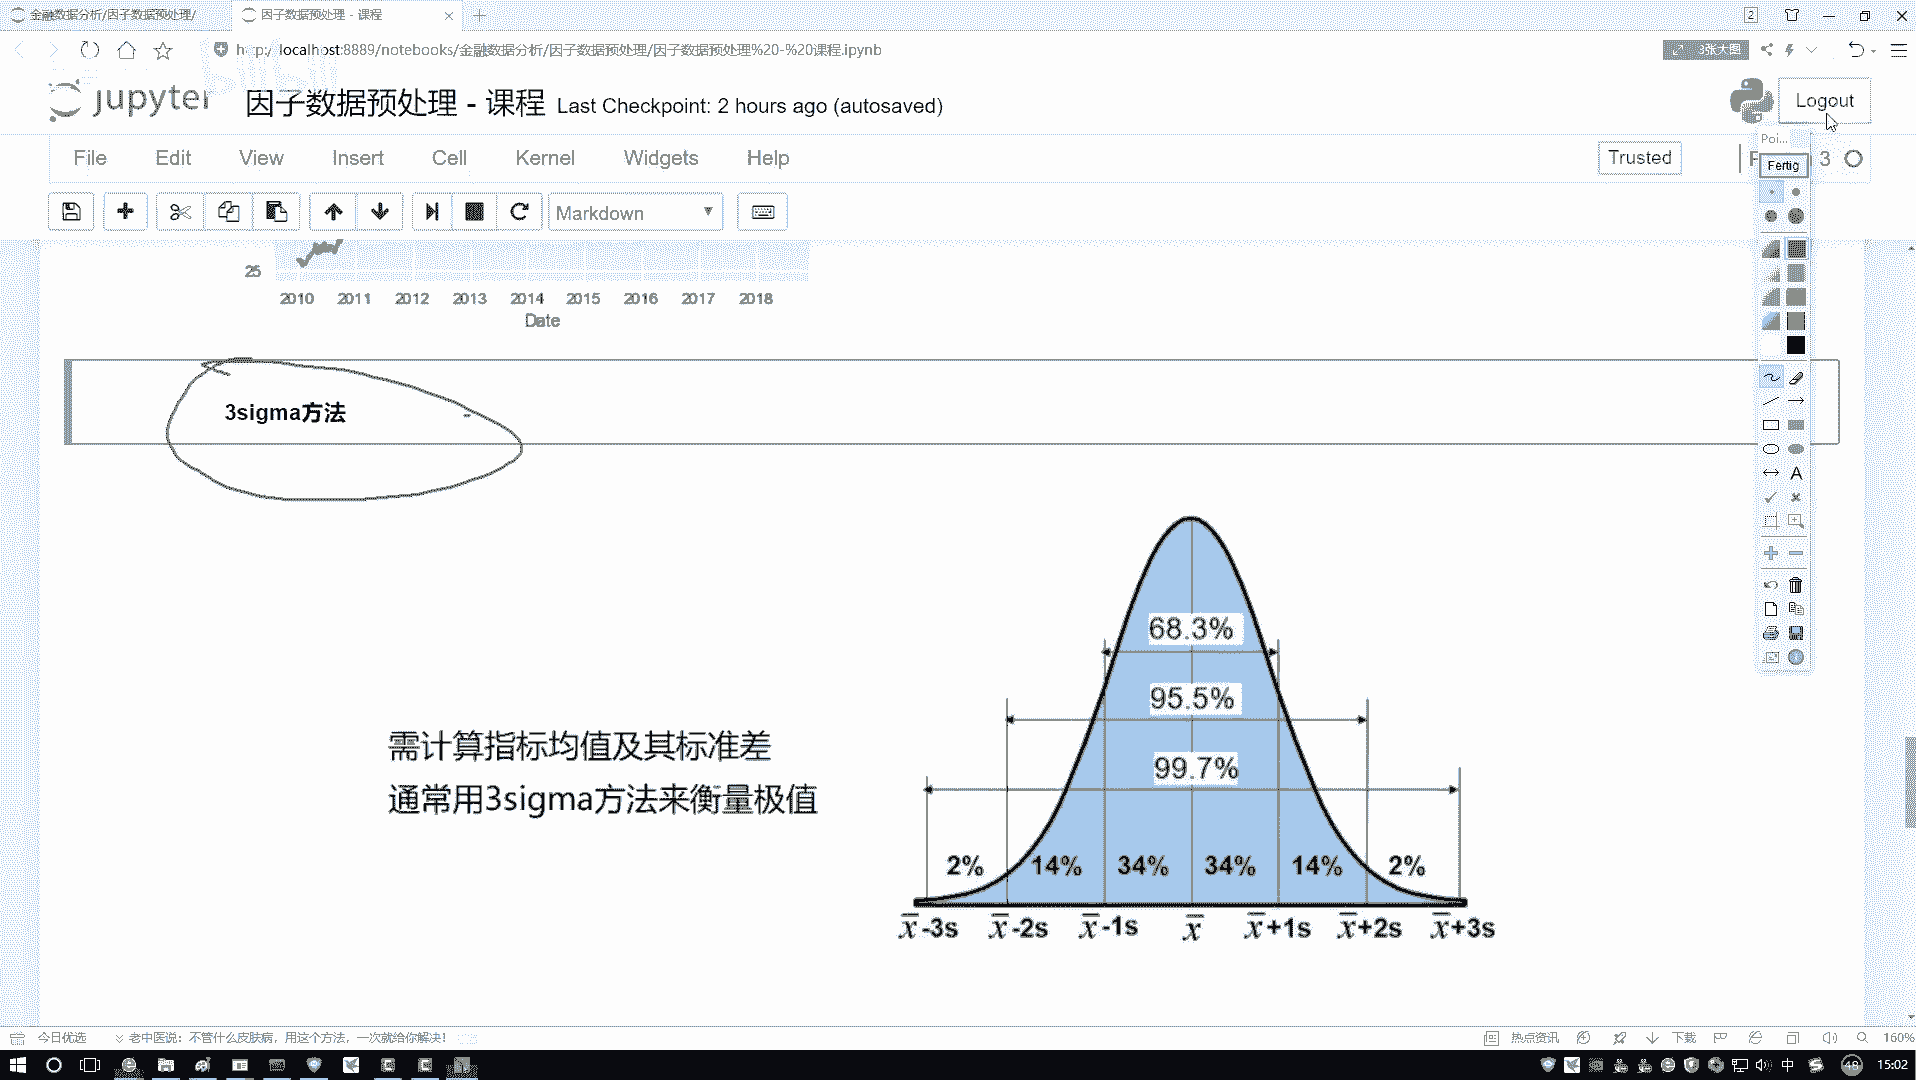 金融数据分析/因子数据预处理/
因子数据预处理 - 课程
2
http://localhost:8889/notebooks/金融数据分析/因子数据预处理/因子数据预处理%20-%20课程.ipynb
3张大图
jupyter
因子数据预处理 - 课程 Last Checkpoint: 2 hours ago (autosaved)
Logout
Poi...
File Edit View Insert Cell Kernel Widgets Help
Trusted
3
Fertig
Markdown
25
2010 2011 2012 2013 2014 2015 2016 2017 2018
Date
3sigma方法
A
68.3%
95.5%
需计算指标均值及其标准差
99.7%
通常用3sigma方法来衡量极值
2% 14% 34% 34% 14% 2%
x̅-3s x̅-2s x̅-1s x̅ x̅+1s x̅+2s x̅+3s
今日优选 老中医说：不管什么皮肤病，用这个方法，一次就给你解决！
热点资讯 下载 160%
中 48 15:02